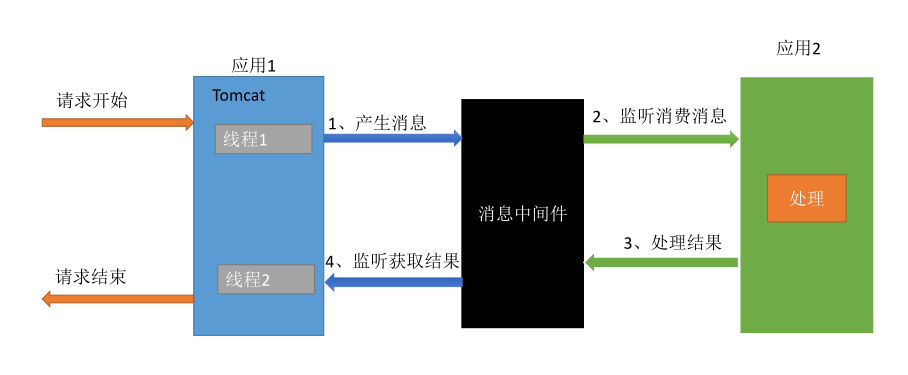 应用1
应用2
Tomcat
请求开始
线程1
1、产生消息
2、监听消费消息
处理
消息中间件
3、处理结果
4、监听获取结果
请求结束
线程2